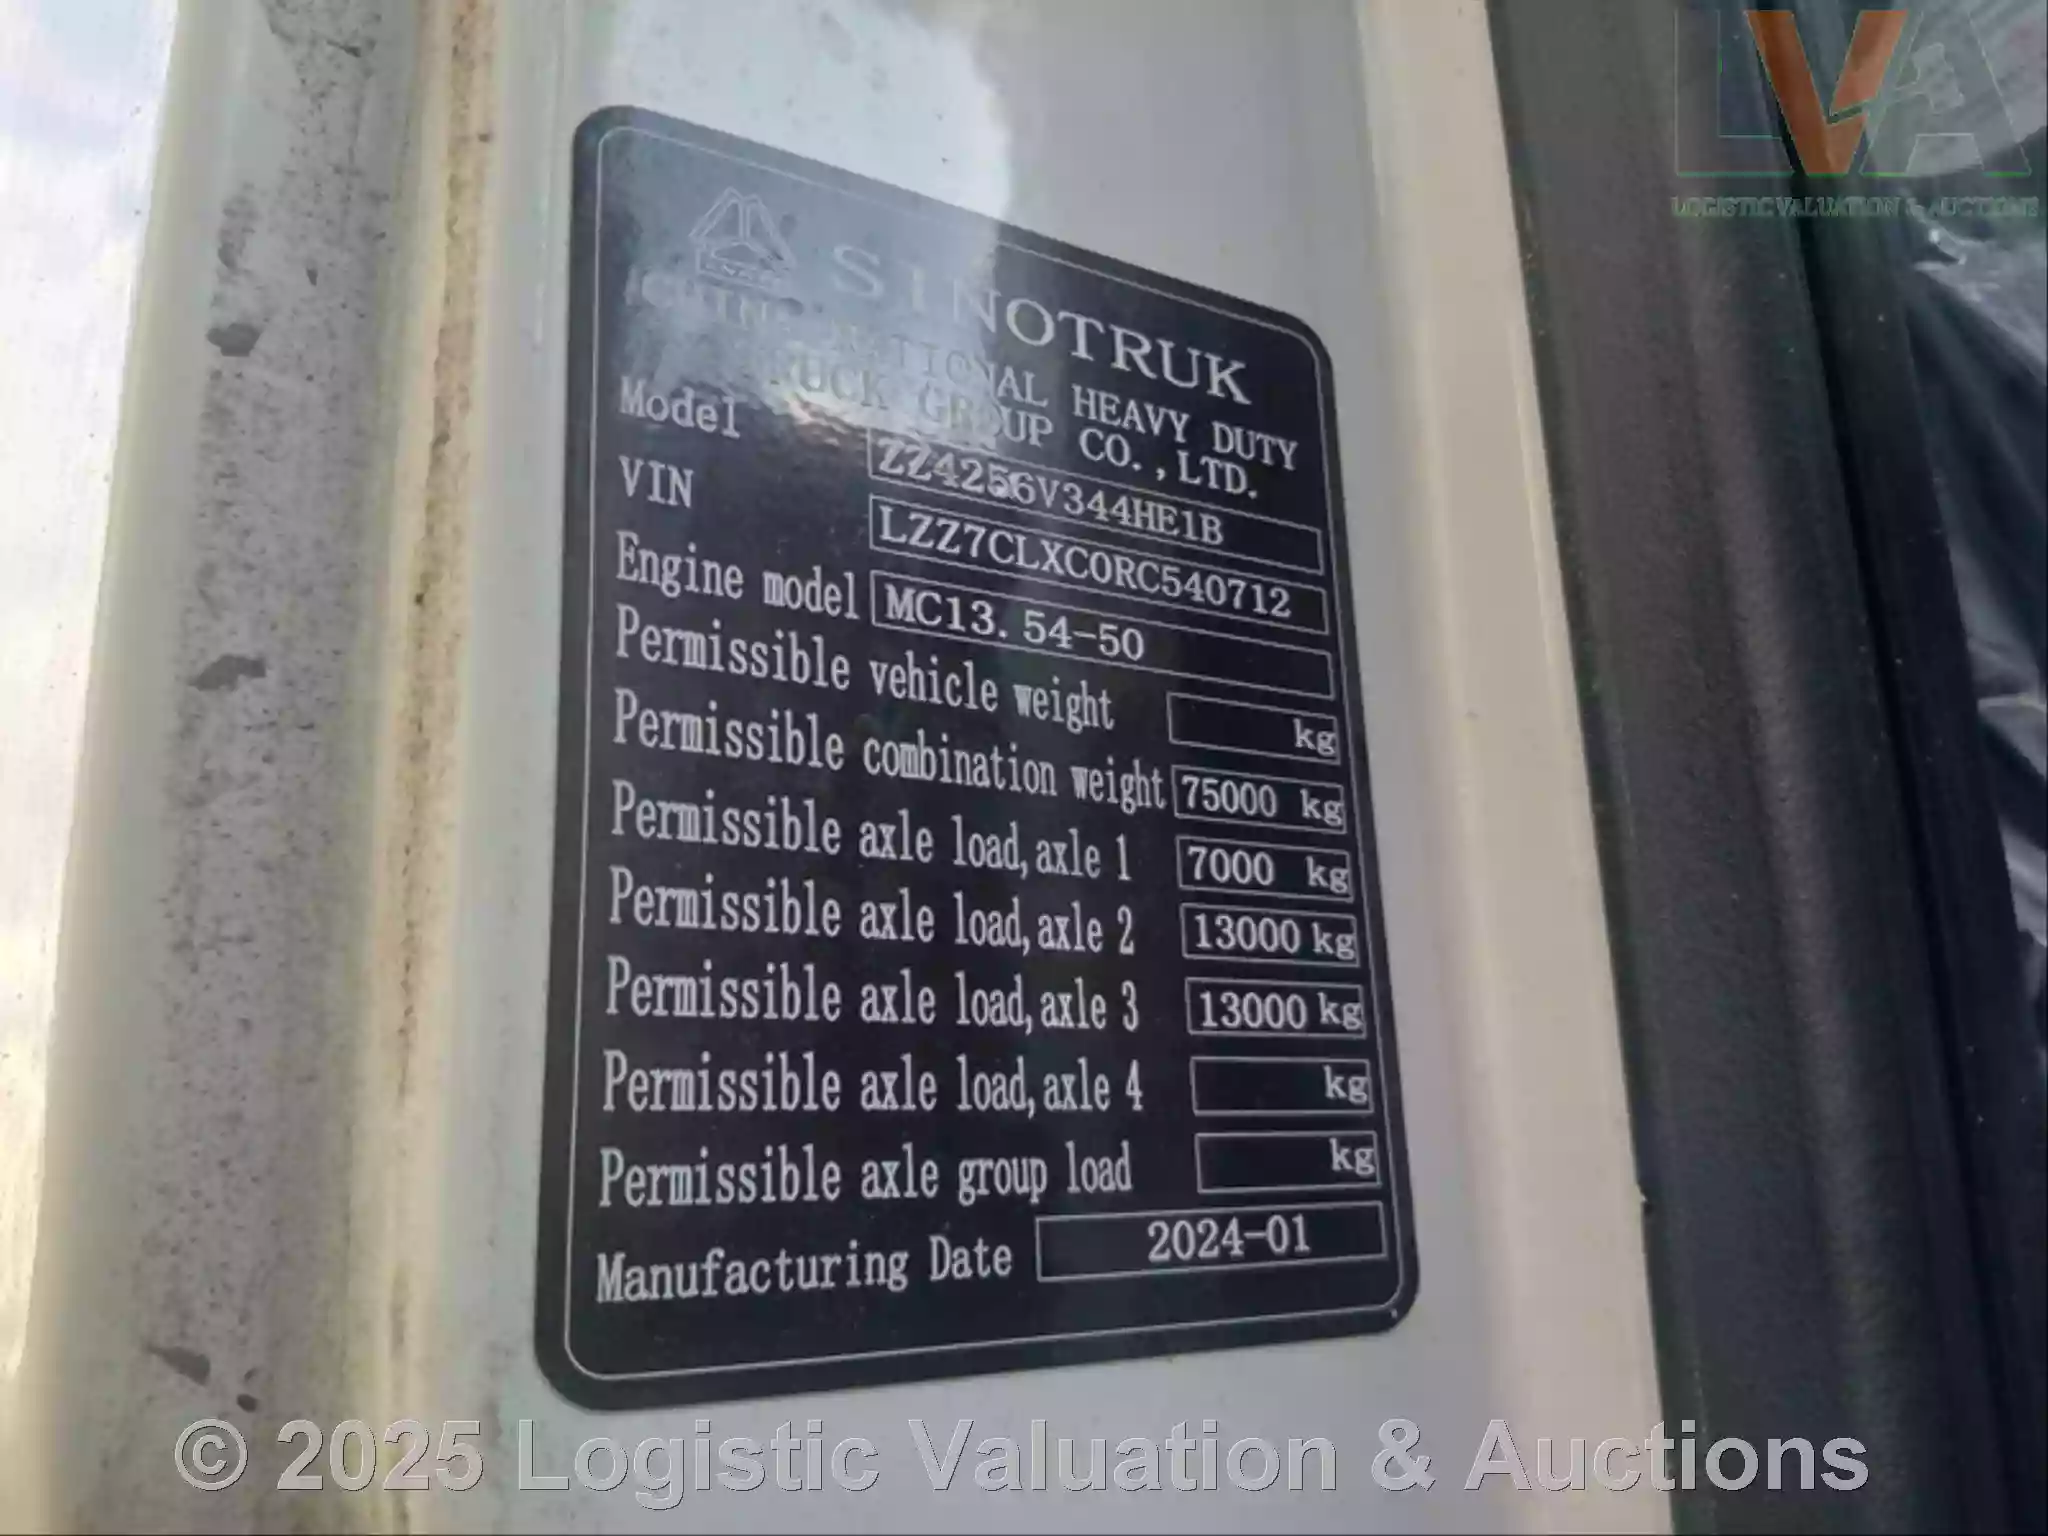 LVA
LOGISTIC VALUATION & AUCTIONS
SINOTRUK
NATIONAL HEAVY DUTY
TRUCK GROUP CO.,LTD.
Model ZZ4256V344HE1B
VIN LZZ7CLXC0RC540712
Engine model MC13.54-50
Permissible vehicle weight kg
Permissible combination weight 75000 kg
Permissible axle load,axle 1 7000 kg
Permissible axle load,axle 2 13000 kg
Permissible axle load,axle 3 13000 kg
Permissible axle load,axle 4 kg
Permissible axle group load kg
Manufacturing Date 2024-01
© 2025 Logistic Valuation & Auctions